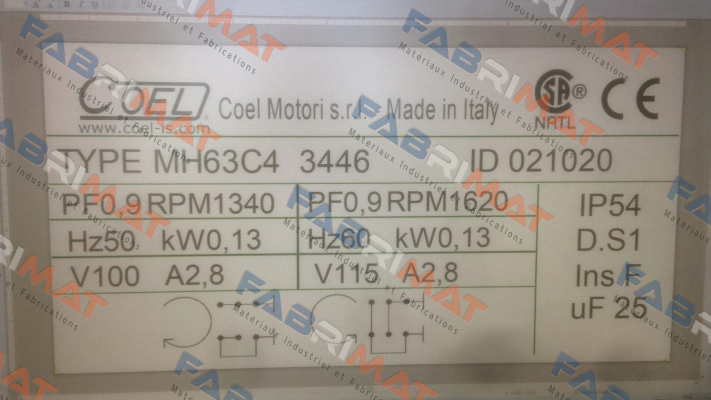 COEL Coel Motori s.r.l. - Made in Italy
www.coel-is.com
SA ® NRTL CE
TYPE MH63C4 3446 ID 021020
PF0,9 RPM1340 PF0,9 RPM1620 IP54
Hz50 kW0,13 Hz60 kW0,13 D.S1
V100 A2,8 V115 A2,8 Ins.F
uF 25
FABRIMAT
Materiaux Industriel et Fabrications